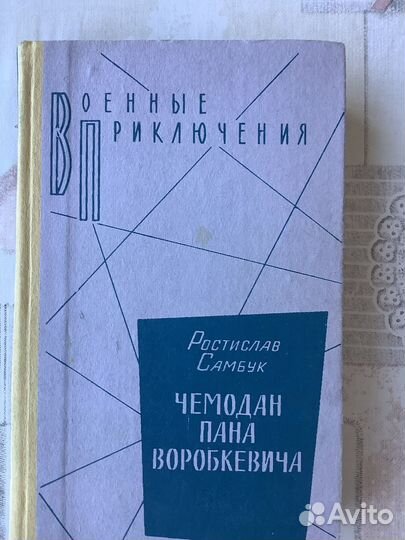 ВОЕННЫЕ
ПРИКЛЮЧЕНИЯ
РОСТИСЛАВ
САМБУК
ЧЕМОДАН
ПАНА
ВОРОБКЕВИЧА
Avito